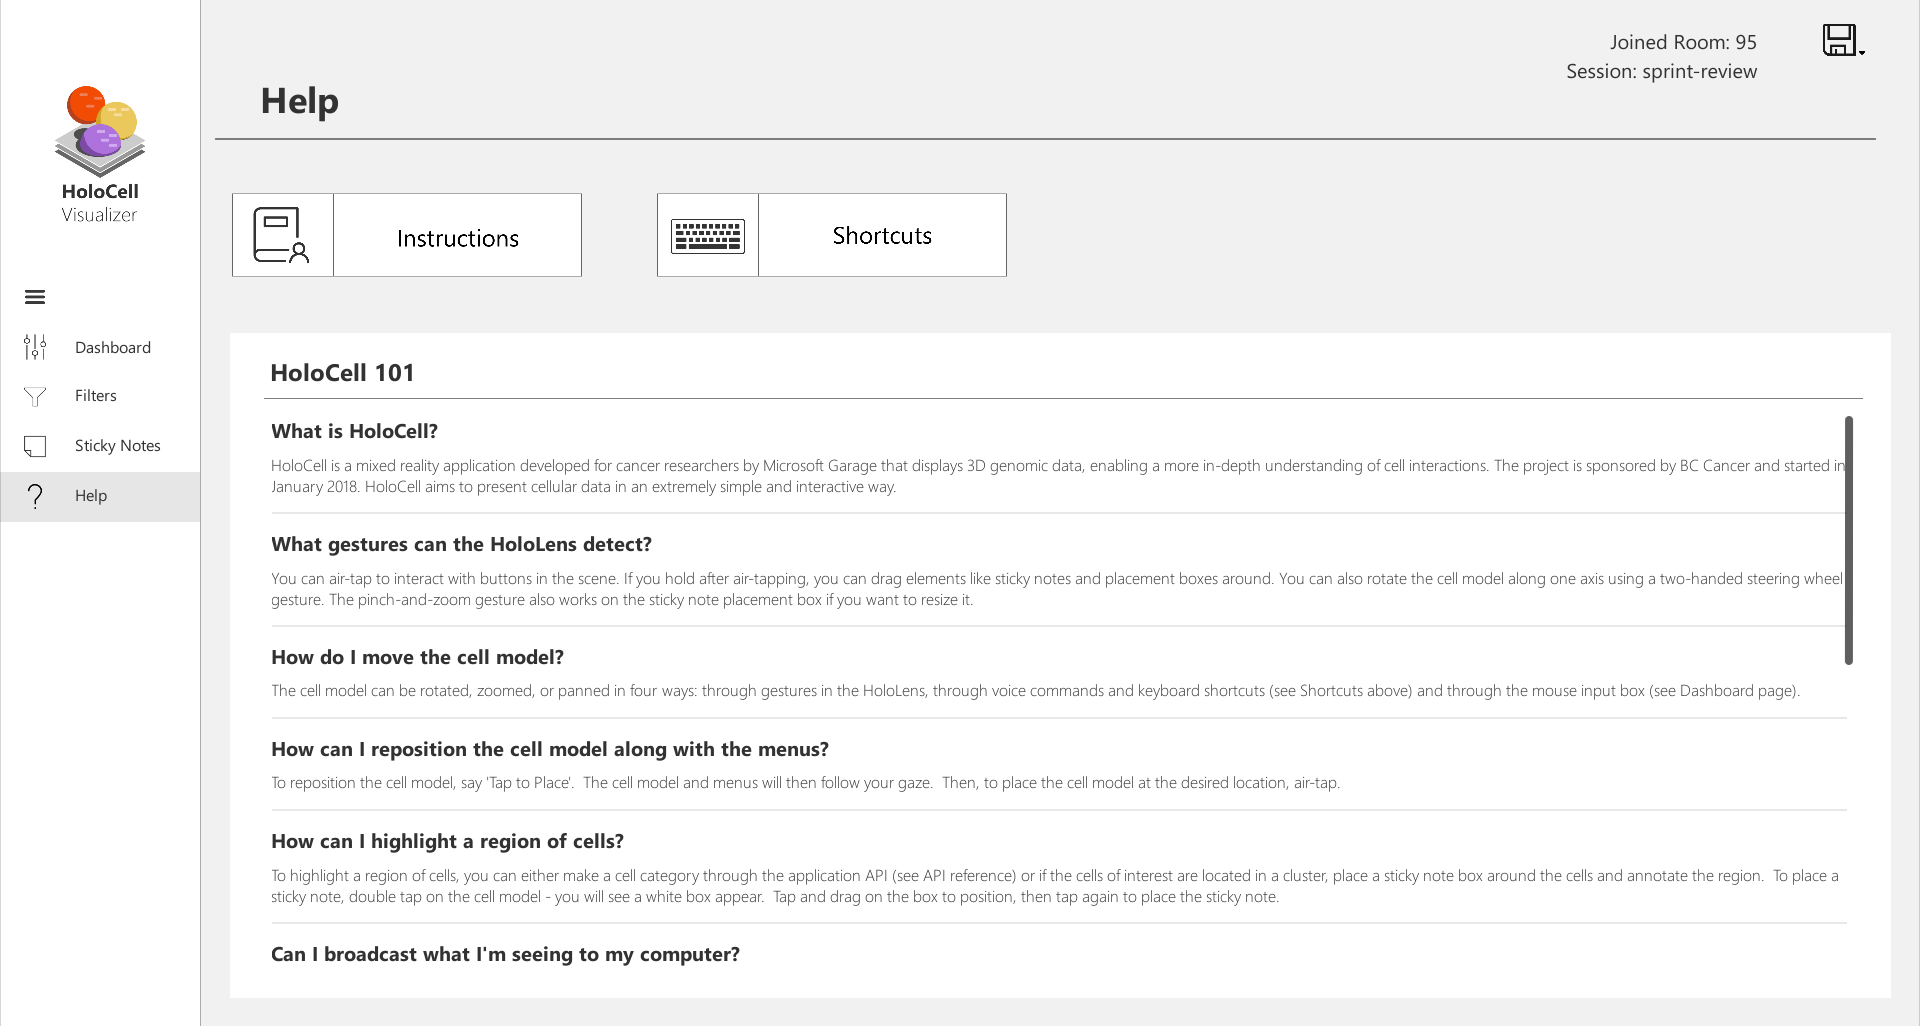 Joined Room: 95
Session: sprint-review
Help
HoloCell
Visualizer
Instructions
Shortcuts
Dashboard
Filters
Sticky Notes
Help
HoloCell 101
What is HoloCell?
HoloCell is a mixed reality application developed for cancer researchers by Microsoft Garage that displays 3D genomic data, enabling a more in-depth understanding of cell interactions. The project is sponsored by BC Cancer and started in
January 2018. HoloCell aims to present cellular data in an extremely simple and interactive way.
What gestures can the HoloLens detect?
You can air-tap to interact with buttons in the scene. If you hold after air-tapping, you can drag elements like sticky notes and placement boxes around. You can also rotate the cell model along one axis using a two-handed steering wheel
gesture. The pinch-and-zoom gesture also works on the sticky note placement box if you want to resize it.
How do I move the cell model?
The cell model can be rotated, zoomed, or panned in four ways: through gestures in the HoloLens, through voice commands and keyboard shortcuts (see Shortcuts above) and through the mouse input box (see Dashboard page).
How can I reposition the cell model along with the menus?
To reposition the cell model, say 'Tap to Place'.  The cell model and menus will then follow your gaze.  Then, to place the cell model at the desired location, air-tap.
How can I highlight a region of cells?
To highlight a region of cells, you can either make a cell category through the application API (see API reference) or if the cells of interest are located in a cluster, place a sticky note box around the cells and annotate the region.  To place a
sticky note, double tap on the cell model - you will see a white box appear.  Tap and drag on the box to position, then tap again to place the sticky note.
Can I broadcast what I'm seeing to my computer?